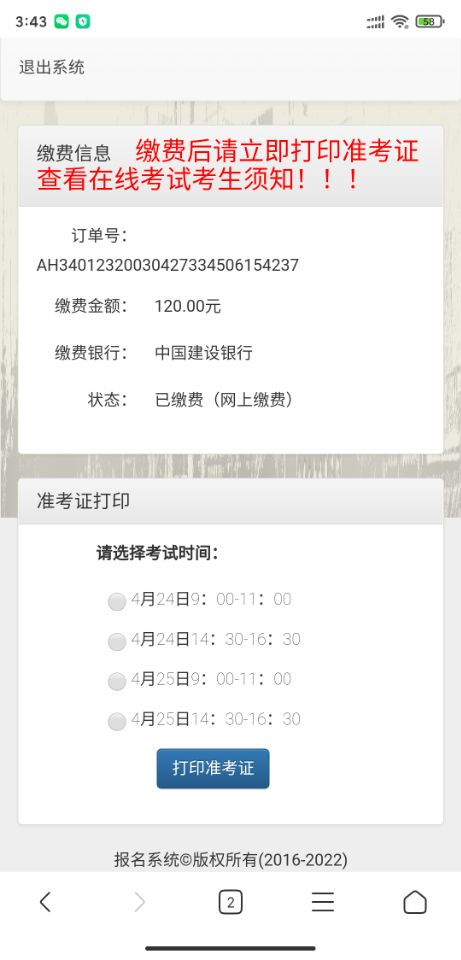 3:43
58
退出系统
缴费信息 缴费后请立即打印准考证
查看在线考试考生须知！！！
订单号：
AH34012320030427334506154237
缴费金额： 120.00元
缴费银行： 中国建设银行
状态： 已缴费（网上缴费）
准考证打印
请选择考试时间：
4月24日9：00-11：00
4月24日14：30-16：30
4月25日9：00-11：00
4月25日14：30-16：30
打印准考证
报名系统©版权所有(2016-2022)
2